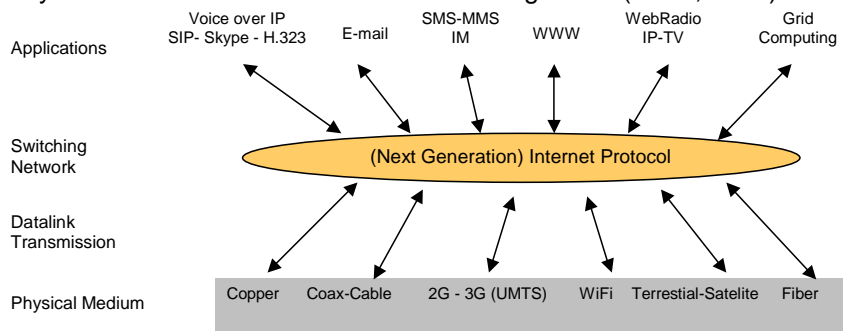 Voice over IP
SIP- Skype - H.323
E-mail
SMS-MMS
IM
WWW
WebRadio
IP-TV
Grid
Computing
Applications
Switching
Network
(Next Generation) Internet Protocol
Datalink
Transmission
Physical Medium
Copper
Coax-Cable
2G - 3G (UMTS)
WiFi
Terrestial-Satelite
Fiber